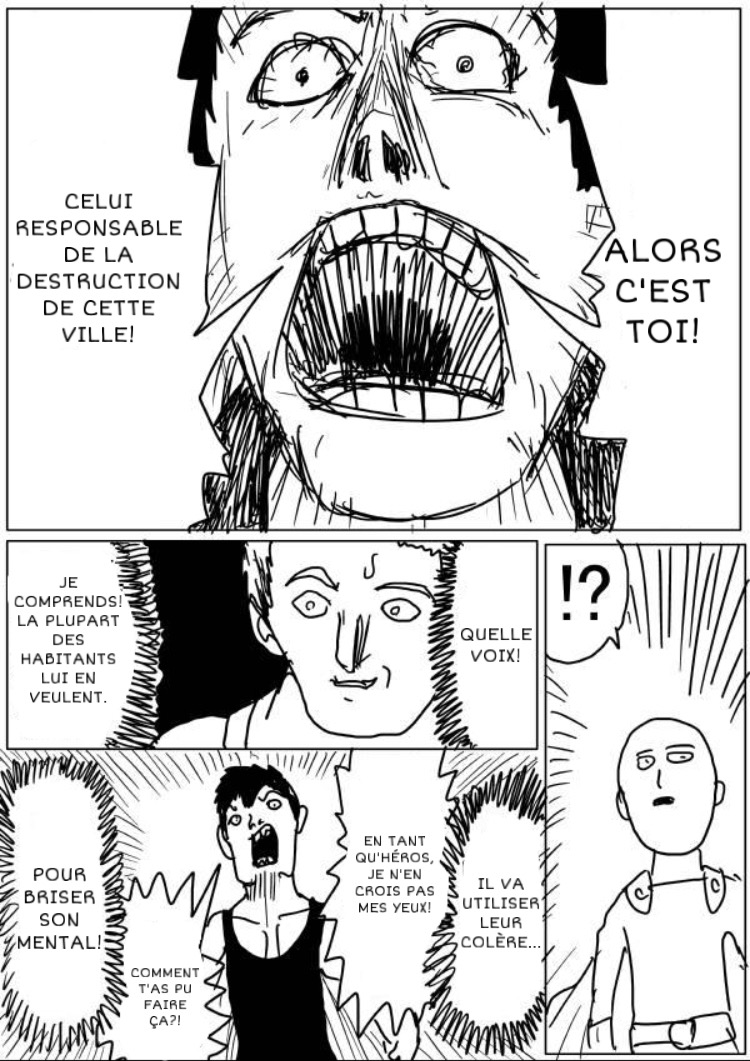 ALORS
C'EST
TOI!
CELUI
RESPONSABLE
DE LA
DESTRUCTION
DE CETTE
VILLE!
!?
QUELLE
VOIX!
JE
COMPRENDS!
LA PLUPART
DES
HABITANTS
LUI EN
VEULENT.
IL VA
UTILISER
LEUR
COLÈRE...
EN TANT
QU'HÉROS,
JE N'EN
CROIS PAS
MES YEUX!
COMMENT
T'AS PU
FAIRE
ÇA?!
POUR
BRISER
SON
MENTAL!